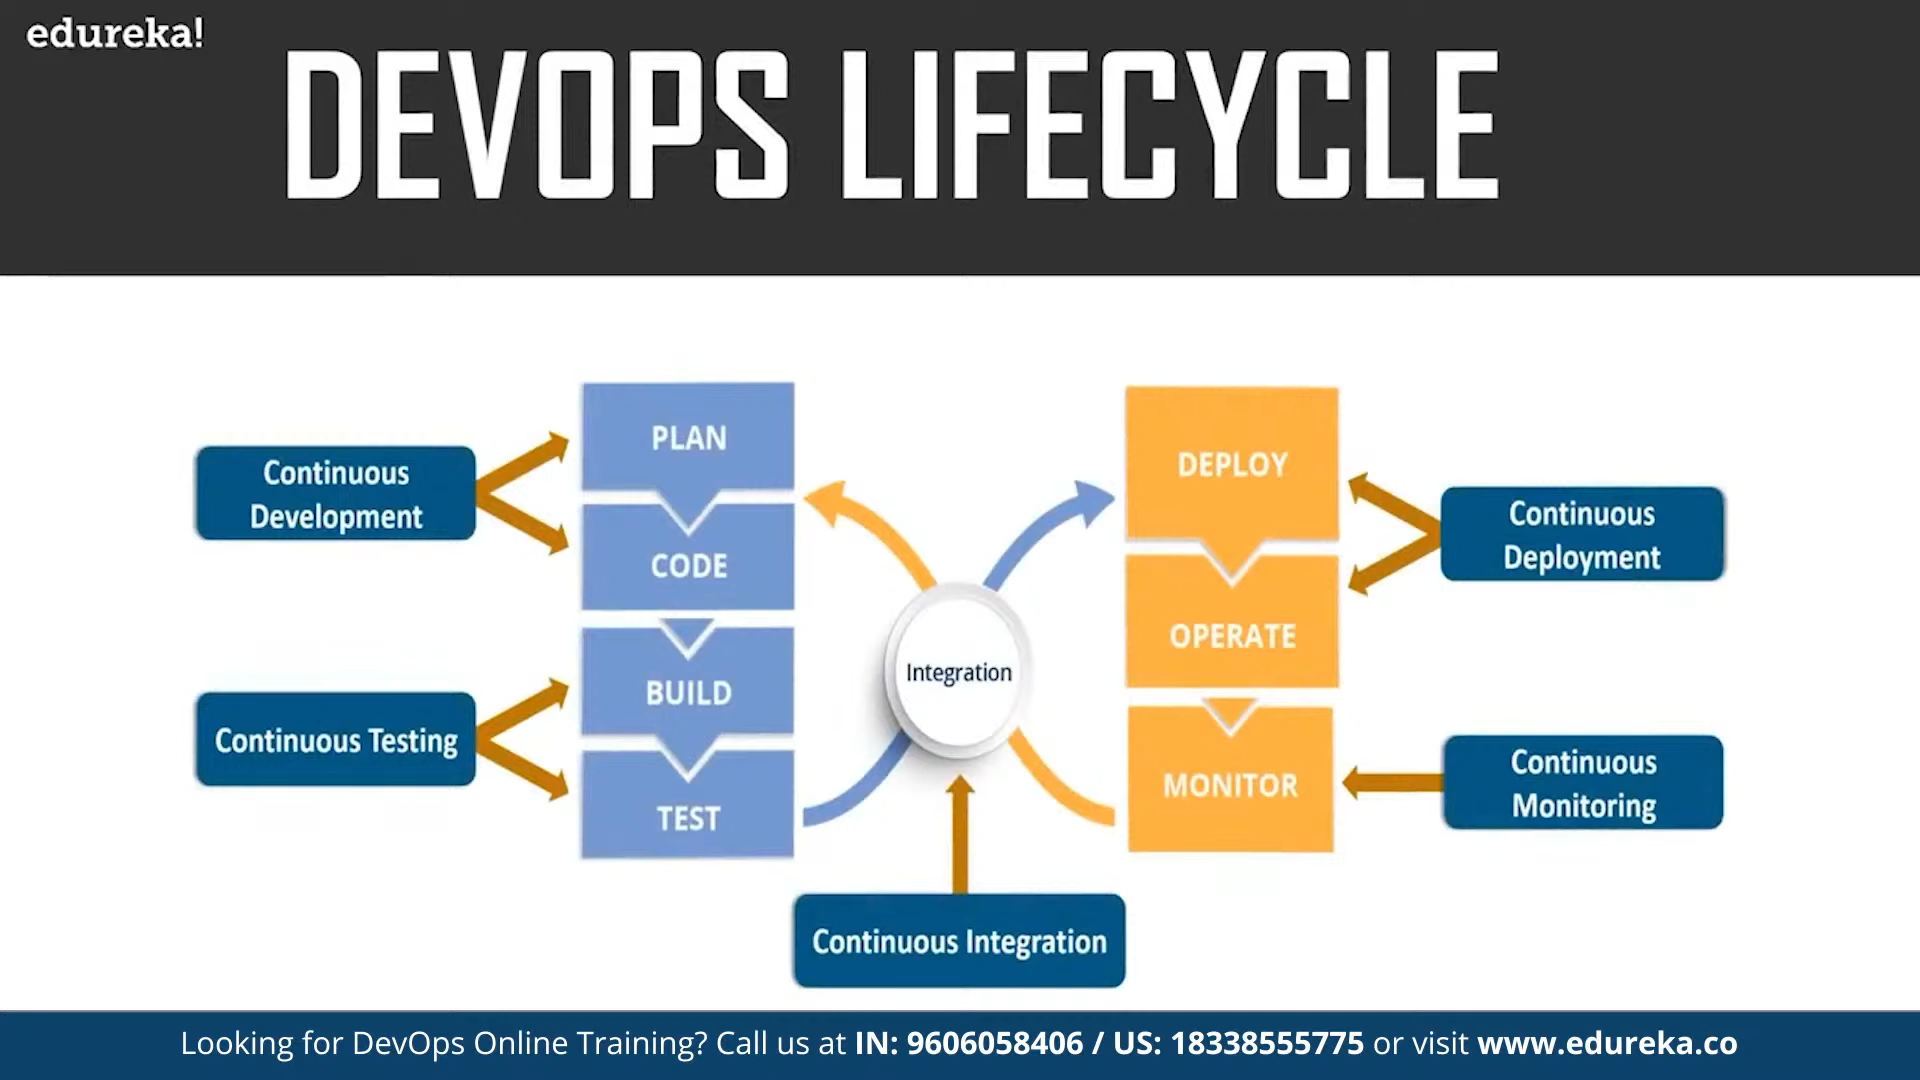 edureka!
DEVOPS LIFECYCLE
Continuous
Development
Continuous Testing
PLAN
CODE
BUILD
TEST
Integration
Continuous Integration
DEPLOY
OPERATE
MONITOR
Continuous
Deployment
Continuous
Monitoring
Looking for DevOps Online Training? Call us at IN: 9606058406 / US: 18338555775 or visit www.edureka.co